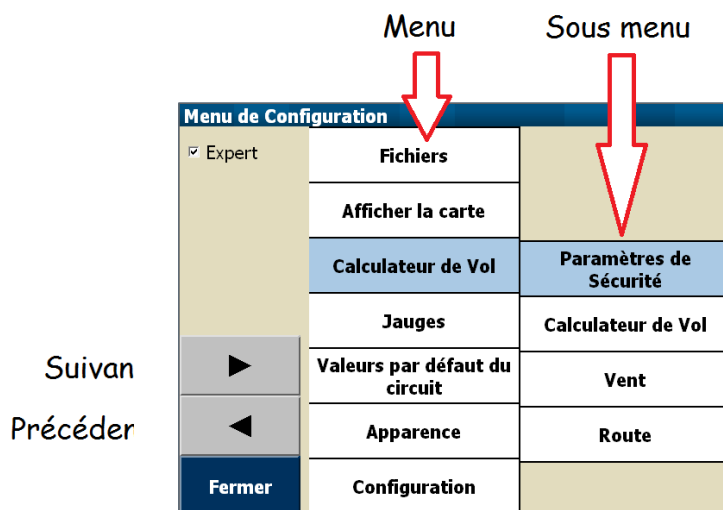 Menu
Sous menu
Menu de Configuration
Expert
Fichiers
Afficher la carte
Calculateur de Vol
Jauges
Valeurs par défaut du
circuit
Apparence
Configuration
Paramètres de
Sécurité
Calculateur de Vol
Vent
Route
Suivan
Précéder
Fermer